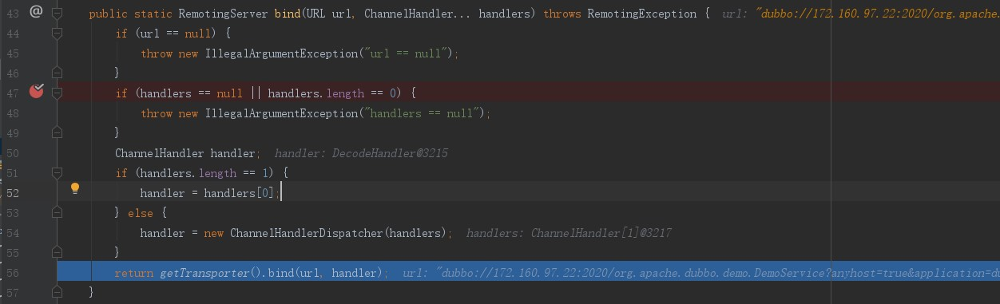 43 @ public static RemotingServer bind(URL url, ChannelHandler... handlers) throws RemotingException { url: "dubbo://172.160.97.22:2020/org.apache.
44 if (url == null) {
45 throw new IllegalArgumentException("url == null");
46 }
47 if (handlers == null || handlers.length == 0) {
48 throw new IllegalArgumentException("handlers == null");
49 }
50 ChannelHandler handler; handler: DecodeHandler@3215
51 if (handlers.length == 1) {
52 handler = handlers[0];
53 } else {
54 handler = new ChannelHandlerDispatcher(handlers); handlers: ChannelHandler[1]@3217
55 }
56 return getTransporter().bind(url, handler); url: "dubbo://172.160.97.22:2020/org.apache.dubbo.demo.DemoService?anyhost=true&application=du
57 }